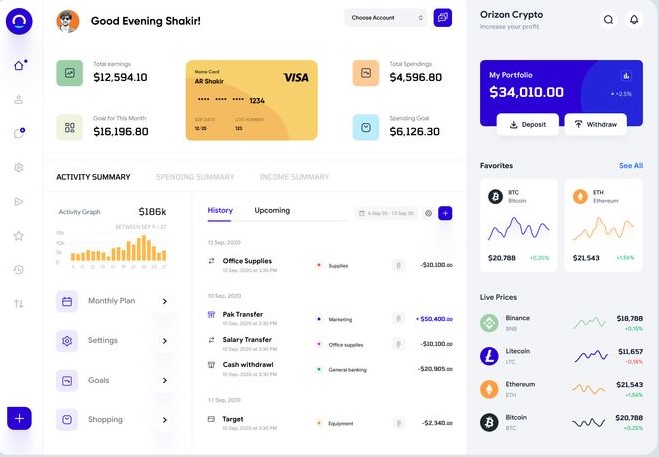 Good Evening Shakir!
Choose Account
Total earnings
$12,594.10
Goal for This Month
$16,196.80
Name Card
AR Shakir
VISA
•••• •••• •••• 1234
EXP DATE
12/25
CTV NUMBER
123
Total Spendings
$4,596.80
Spending Goal
$6,126.30
ACTIVITY SUMMARY
SPENDING SUMMARY
INCOME SUMMARY
Activity Graph
$186k
BETWEEN SEP 9 - 27
15k
10k
5k
0
Monthly Plan
Settings
Goals
Shopping
History
Upcoming
6 Sep 20 - 13 Sep 20
13 Sep, 2020
Office Supplies
10 Sep, 2020 at 3:30 PM
Supplies
-$10,100.00
10 Sep, 2020
Pak Transfer
10 Sep, 2020 at 3:30 PM
Marketing
+ $50,400.00
Salary Transfer
10 Sep, 2020 at 3:30 PM
Office supplies
-$10,100.00
Cash withdrawl
10 Sep, 2020 at 3:30 PM
General banking
-$20,905.00
11 Sep, 2020
Target
10 Sep, 2020 at 3:30 PM
Equipment
-$2,340.00
Orizon Crypto
Increase your profit
My Portfolio
$34,010.00
+2,5%
Deposit
Withdraw
Favorites
See All
BTC
Bitcoin
$20,788
+0,25%
ETH
Ethereum
$21,543
+1,56%
Live Prices
Binance
BNB
$18,788
+0,15%
Litecoin
LTC
$11,657
-0,18%
Ethereum
ETH
$21,543
+1,56%
Bitcoin
BTC
$20,788
+0,25%